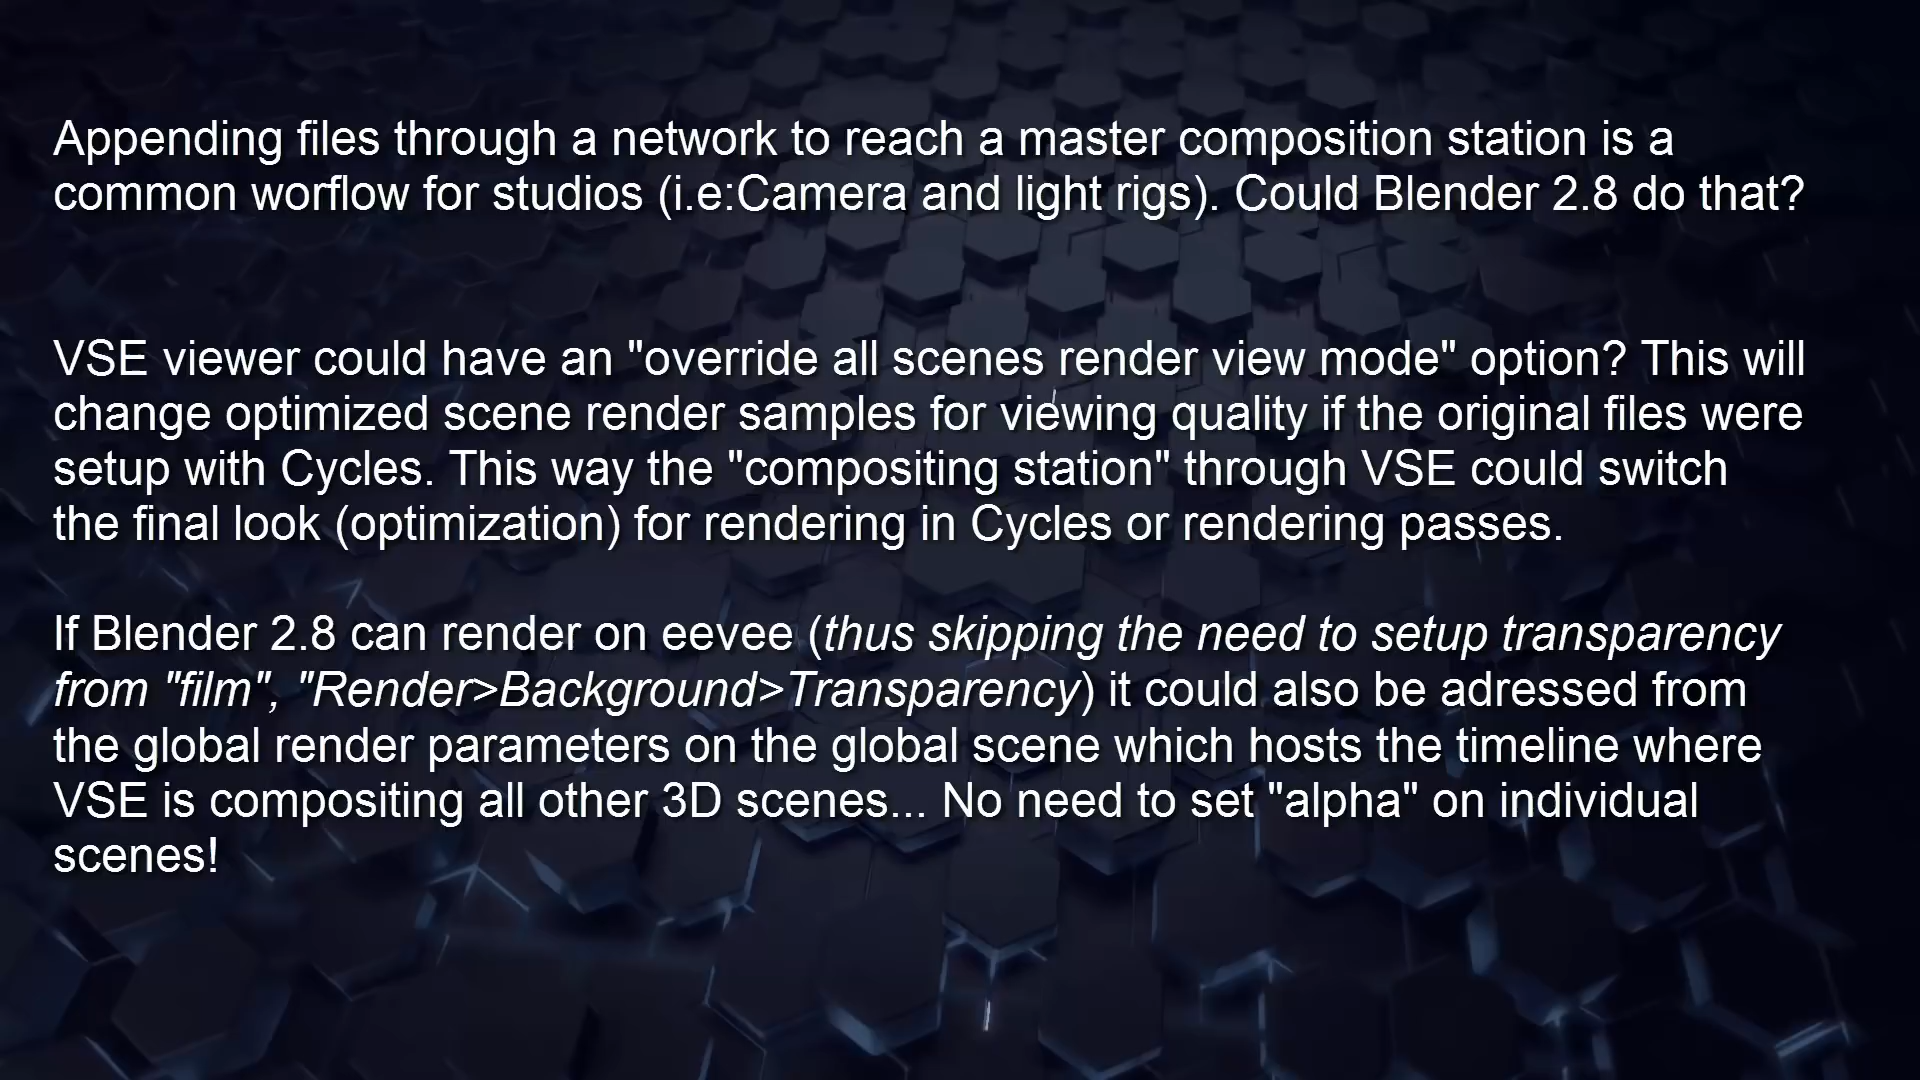 Appending files through a network to reach a master composition station is a
common worflow for studios (i.e:Camera and light rigs). Could Blender 2.8 do that?
VSE viewer could have an "override all scenes render view mode" option? This will
change optimized scene render samples for viewing quality if the original files were
setup with Cycles. This way the "compositing station" through VSE could switch
the final look (optimization) for rendering in Cycles or rendering passes.
If Blender 2.8 can render on eevee (thus skipping the need to setup transparency
from "film", "Render>Background>Transparency) it could also be adressed from
the global render parameters on the global scene which hosts the timeline where
VSE is compositing all other 3D scenes... No need to set "alpha" on individual
scenes!